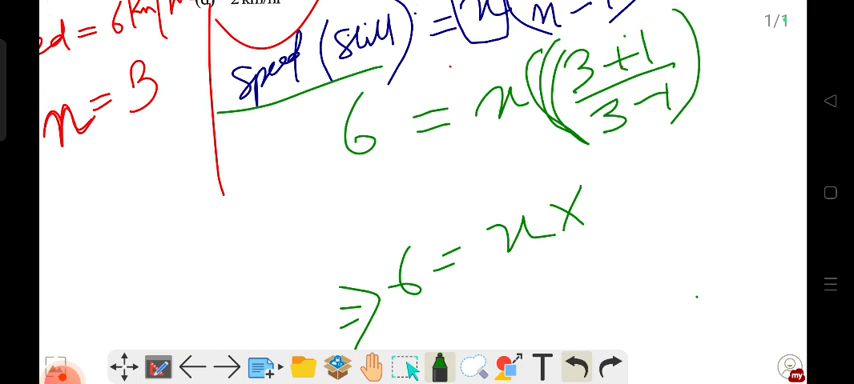 1/1
ed = 6 km/h
2 km/hr
n = 3
speed (still) = x (n
6 = x((3+1/3-1)
⇒ 6 = x ×
T